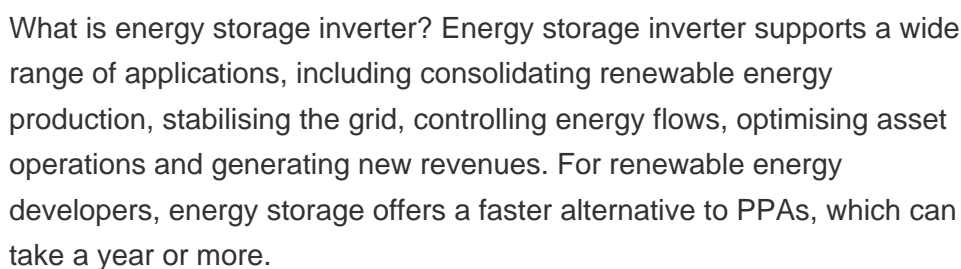 What is energy storage inverter? Energy storage inverter supports a wide
range of applications, including consolidating renewable energy
production, stabilising the grid, controlling energy flows, optimising asset
operations and generating new revenues. For renewable energy
developers, energy storage offers a faster alternative to PPAs, which can
take a year or more.